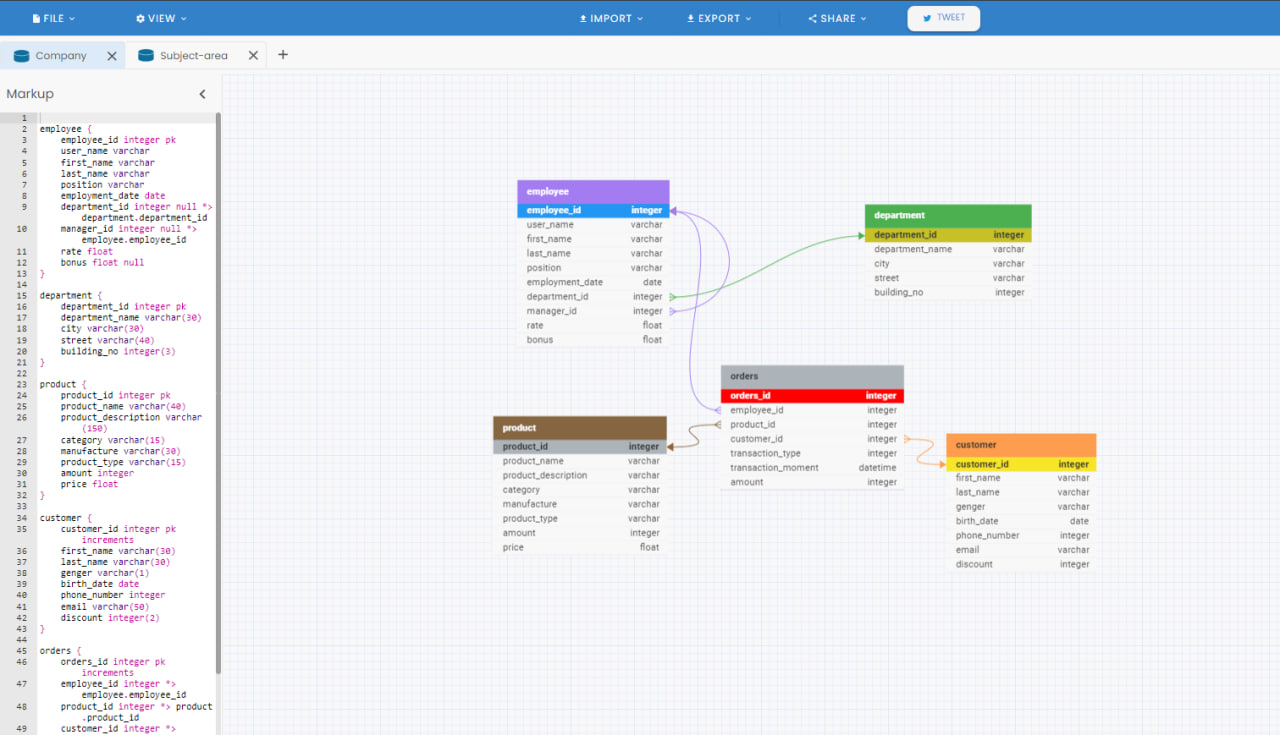 FILE VIEW IMPORT EXPORT SHARE TWEET
Company Subject-area
Markup
1
2 employee {
3 employee_id integer pk
4 user_name varchar
5 first_name varchar
6 last_name varchar
7 position varchar
8 employment_date date
9 department_id integer null *>
department.department_id
10 manager_id integer null *>
employee.employee_id
11 rate float
12 bonus float null
13 }
14
15 department {
16 department_id integer pk
17 department_name varchar(30)
18 city varchar(30)
19 street varchar(40)
20 building_no integer(3)
21 }
22
23 product {
24 product_id integer pk
25 product_name varchar(40)
26 product_description varchar
(150)
27 category varchar(15)
28 manufacture varchar(30)
29 product_type varchar(15)
30 amount integer
31 price float
32 }
33
34 customer {
35 customer_id integer pk
increments
36 first_name varchar(30)
37 last_name varchar(30)
38 genger varchar(1)
39 birth_date date
40 phone_number integer
41 email varchar(50)
42 discount integer(2)
43 }
44
45 orders {
46 orders_id integer pk
increments
47 employee_id integer *>
employee.employee_id
48 product_id integer *> product
.product_id
49 customer_id integer *>
employee
employee_id integer
user_name varchar
first_name varchar
last_name varchar
position varchar
employment_date date
department_id integer
manager_id integer
rate float
bonus float
department
department_id integer
department_name varchar
city varchar
street varchar
building_no integer
orders
orders_id integer
employee_id integer
product_id integer
customer_id integer
transaction_type integer
transaction_moment datetime
amount integer
product
product_id integer
product_name varchar
product_description varchar
category varchar
manufacture varchar
product_type varchar
amount integer
price float
customer
customer_id integer
first_name varchar
last_name varchar
genger varchar
birth_date date
phone_number integer
email varchar
discount integer